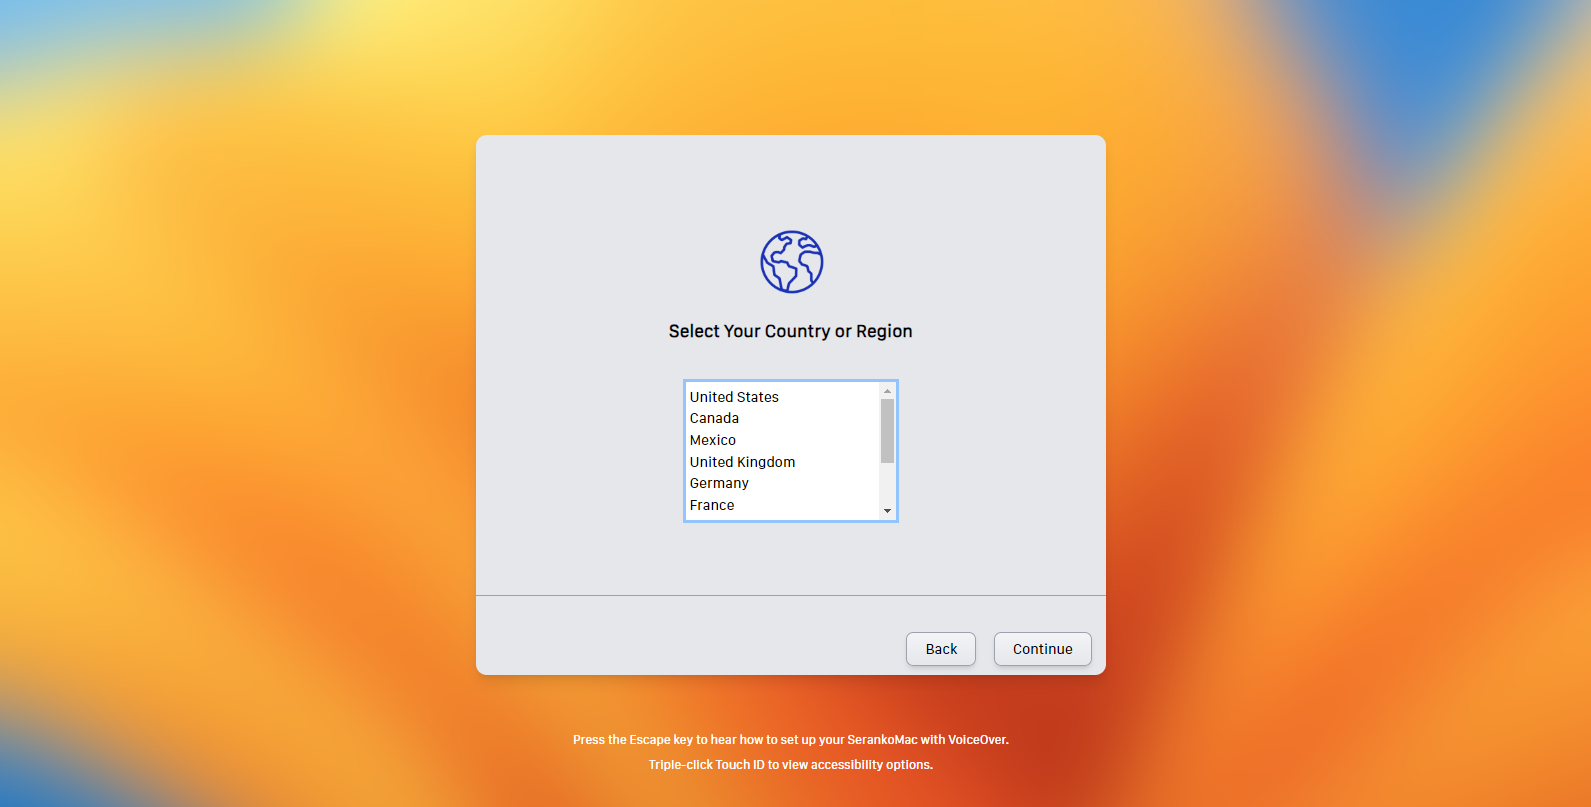 Select Your Country or Region
United States
Canada
Mexico
United Kingdom
Germany
France
Back
Continue
Press the Escape key to hear how to set up your SerankoMac with VoiceOver.
Triple-click Touch ID to view accessibility options.